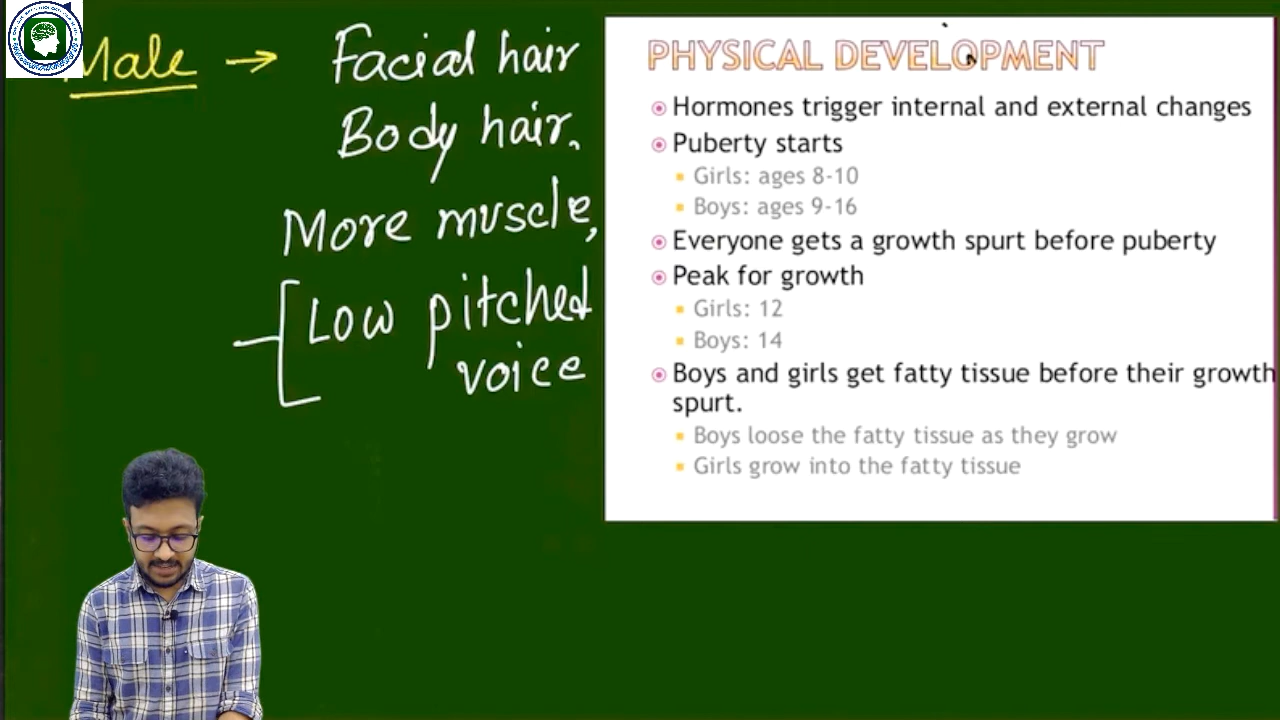 Male → Facial hair
Body hair.
More muscle,
Low pitched
voice
PHYSICAL DEVELOPMENT
Hormones trigger internal and external changes
Puberty starts
Girls: ages 8-10
Boys: ages 9-16
Everyone gets a growth spurt before puberty
Peak for growth
Girls: 12
Boys: 14
Boys and girls get fatty tissue before their growth
spurt.
Boys loose the fatty tissue as they grow
Girls grow into the fatty tissue